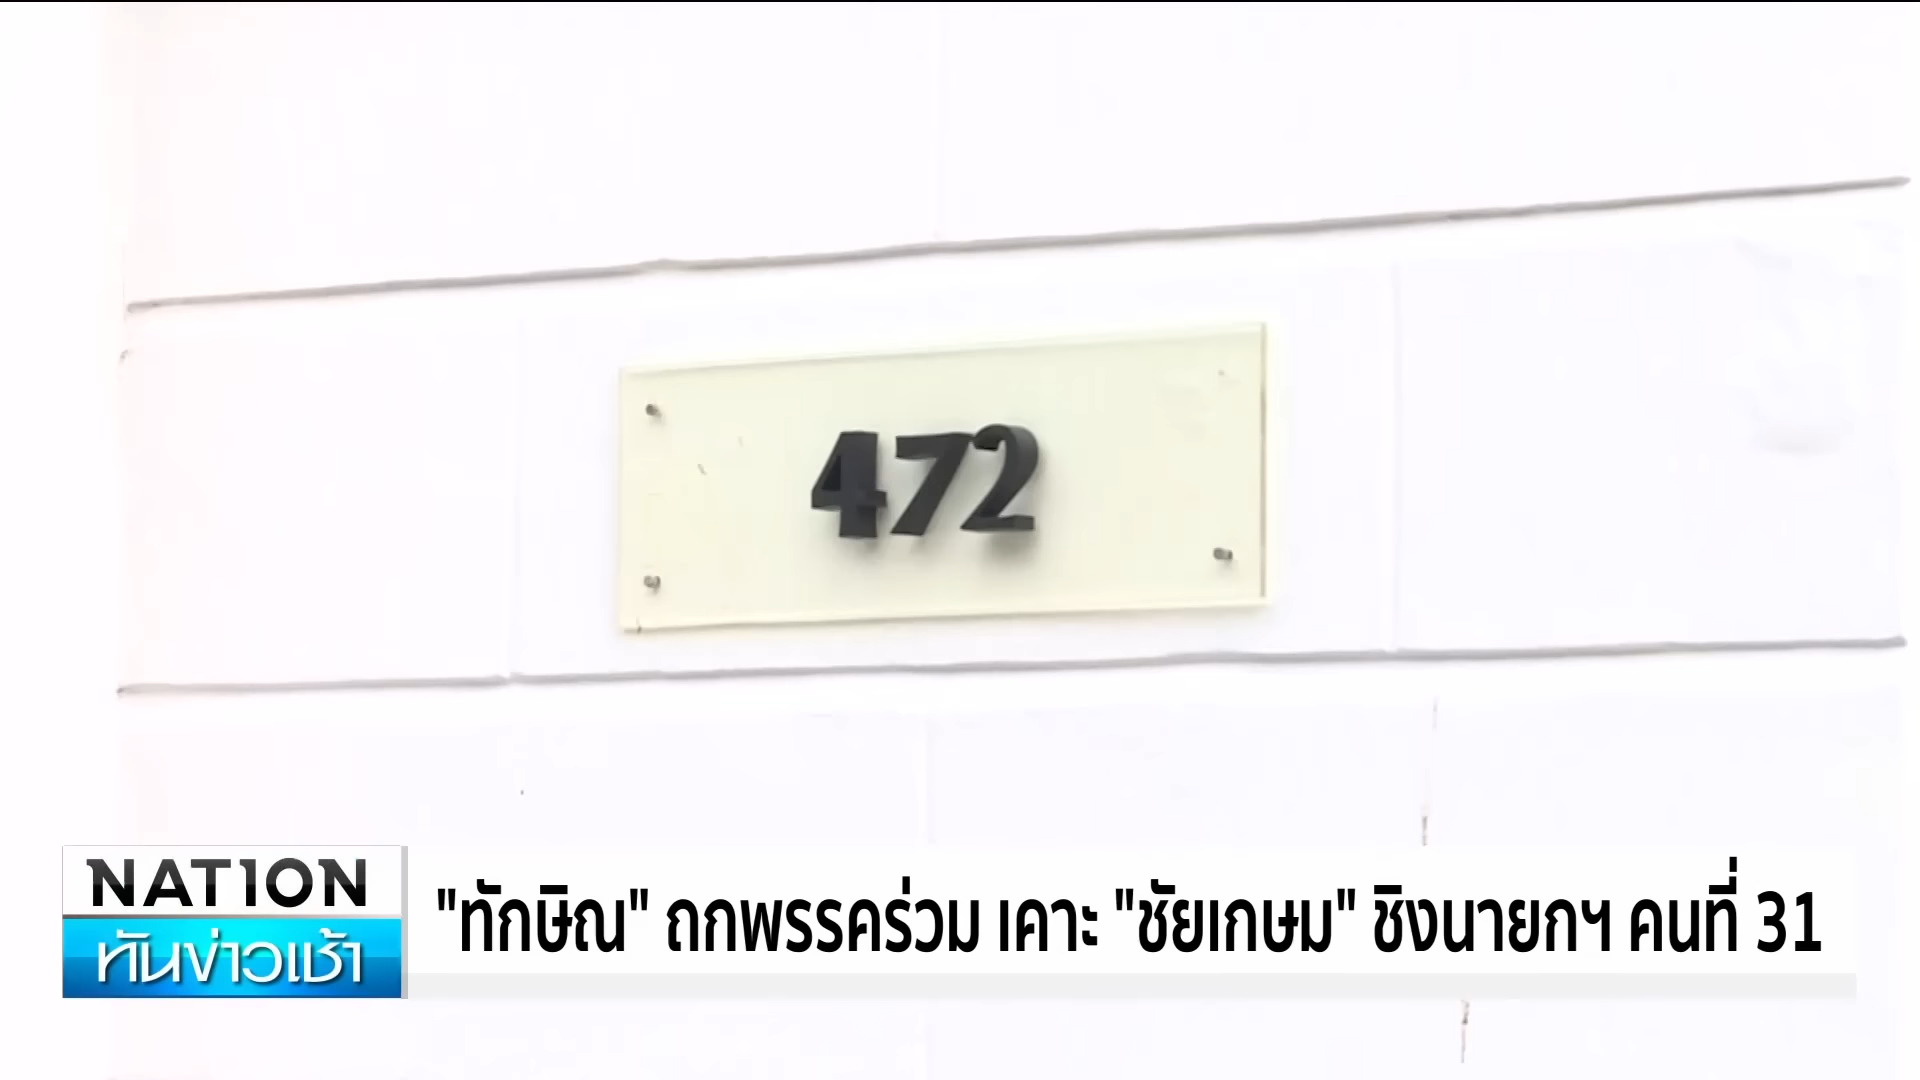 472
NATION
ทันข่าวเช้า
"ทักษิณ" ถกพรรคร่วม เคาะ "ชัยเกษม" ชิงนายกฯ คนที่ 31